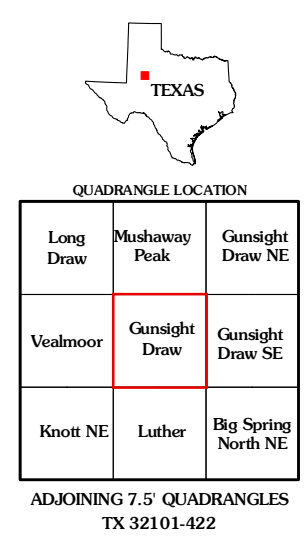 TEXAS
QUADRANGLE LOCATION
Long
Draw
Mushaway
Peak
Gunsight
Draw NE
Vealmoor
Gunsight
Draw
Gunsight
Draw SE
Knott NE
Luther
Big Spring
North NE
ADJOINING 7.5' QUADRANGLES
TX 32101-422